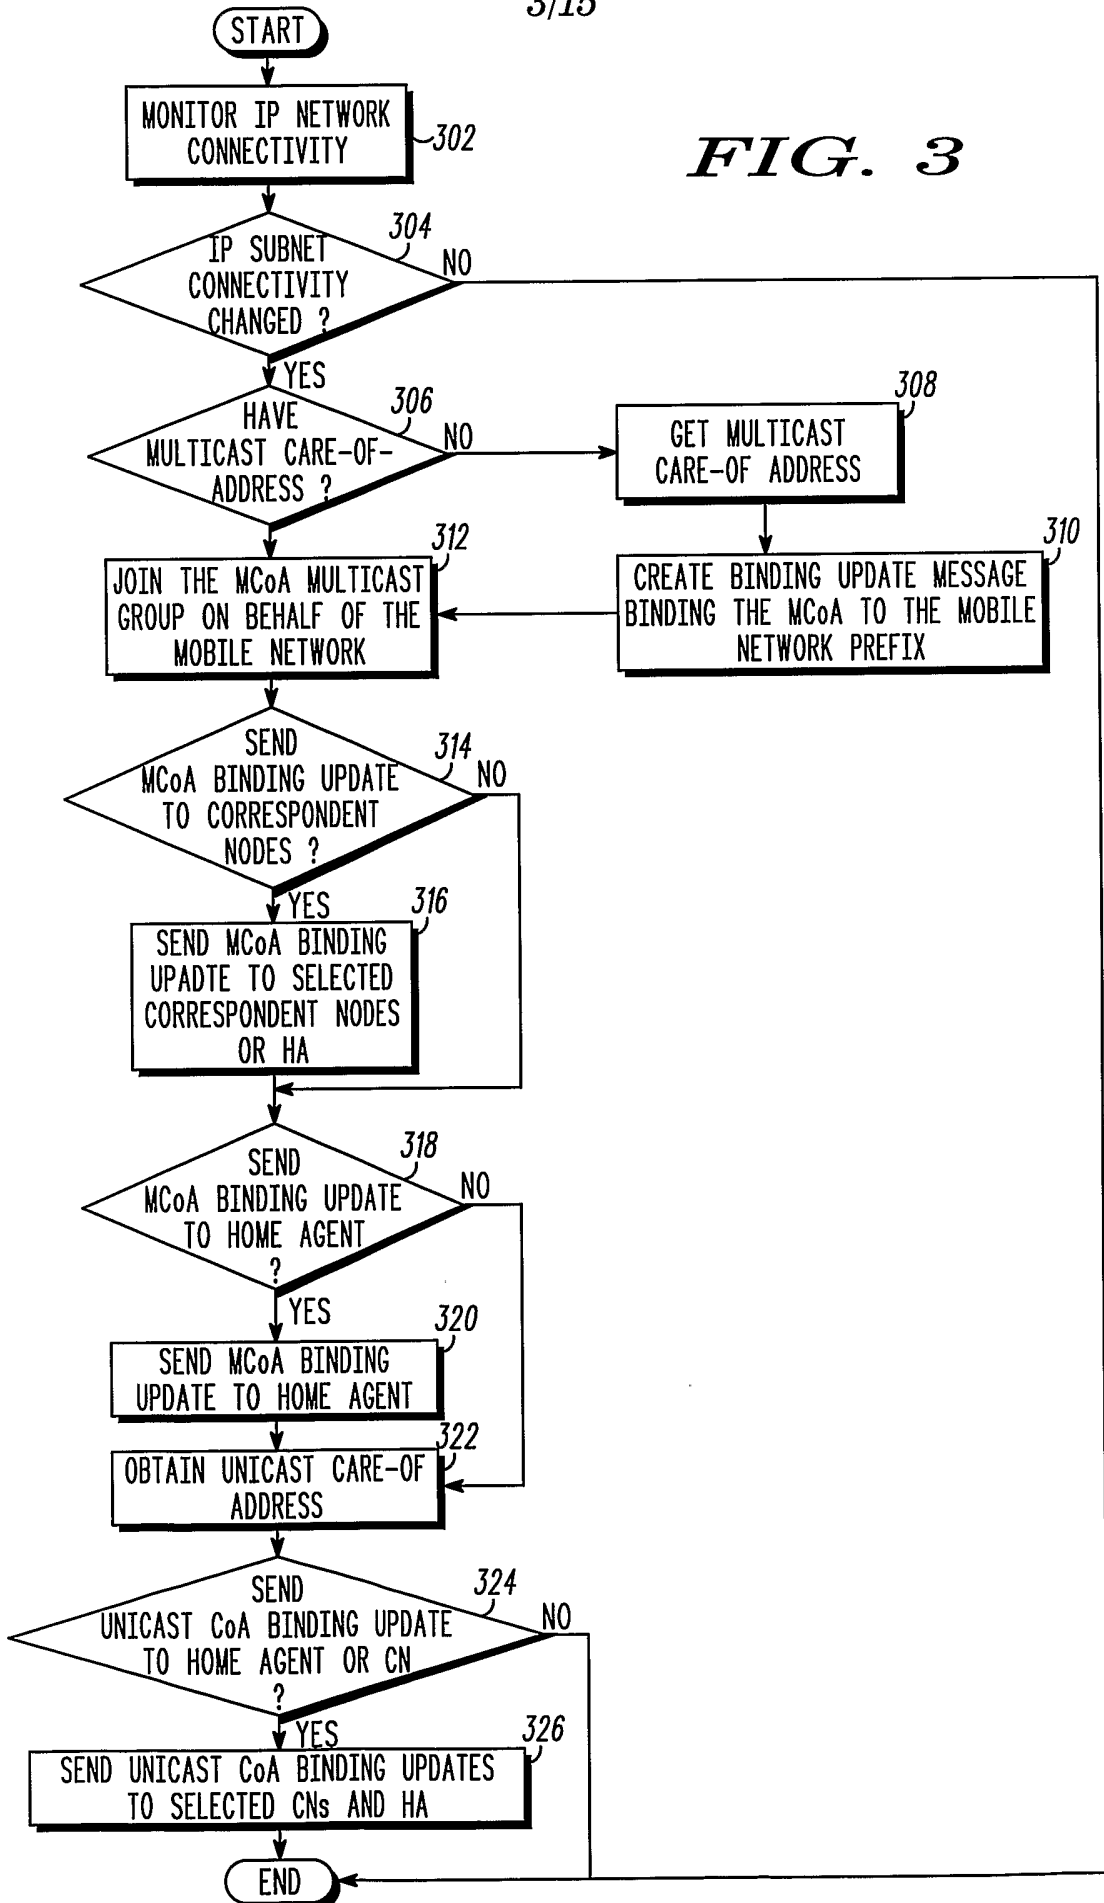 3/15
START
MONITOR IP NETWORK
CONNECTIVITY
302
FIG. 3
304
IP SUBNET
CONNECTIVITY
CHANGED ?
NO
YES
306
HAVE
MULTICAST CARE-OF-
ADDRESS ?
NO
308
GET MULTICAST
CARE-OF ADDRESS
310
CREATE BINDING UPDATE MESSAGE
BINDING THE MCoA TO THE MOBILE
NETWORK PREFIX
312
JOIN THE MCoA MULTICAST
GROUP ON BEHALF OF THE
MOBILE NETWORK
314
SEND
MCoA BINDING UPDATE
TO CORRESPONDENT
NODES ?
NO
YES
316
SEND MCoA BINDING
UPADTE TO SELECTED
CORRESPONDENT NODES
OR HA
318
SEND
MCoA BINDING UPDATE
TO HOME AGENT
?
NO
YES
320
SEND MCoA BINDING
UPDATE TO HOME AGENT
322
OBTAIN UNICAST CARE-OF
ADDRESS
324
SEND
UNICAST CoA BINDING UPDATE
TO HOME AGENT OR CN
?
NO
YES
326
SEND UNICAST CoA BINDING UPDATES
TO SELECTED CNs AND HA
END